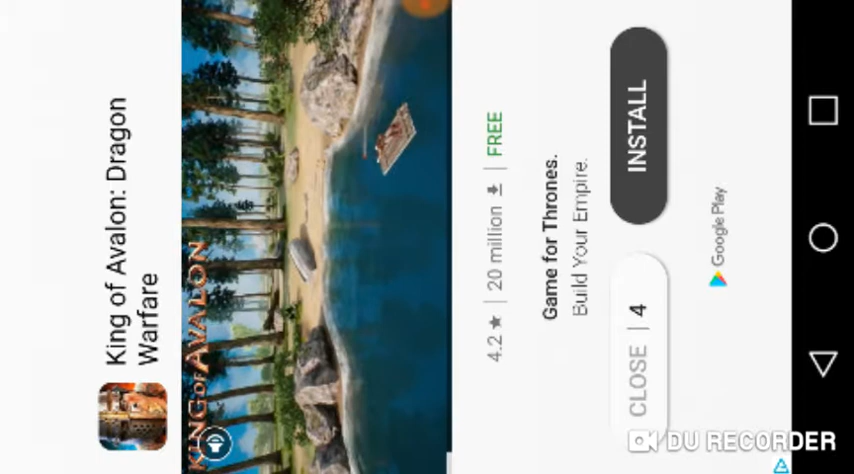 King of Avalon: Dragon
Warfare
KING OF AVALON
4.2 ★ | 20 million | FREE
Game for Thrones.
Build Your Empire.
CLOSE | 4
INSTALL
Google Play
DU RECORDER